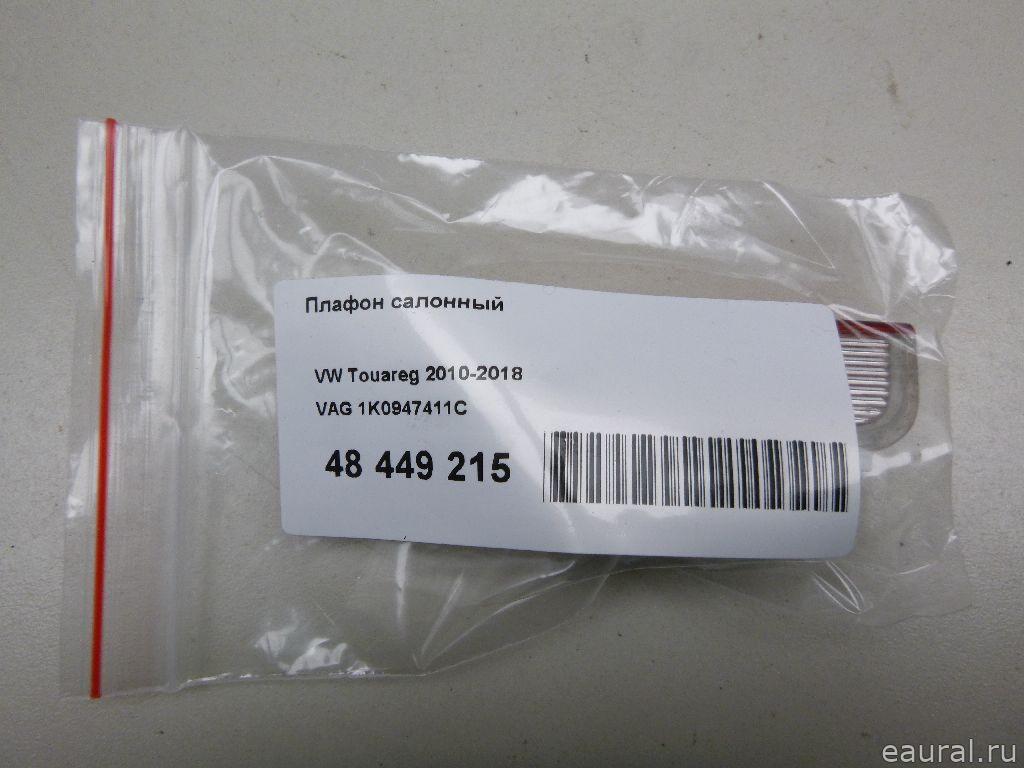 Плафон салонный
VW Touareg 2010-2018
VAG 1K0947411C
48 449 215
eaural.ru